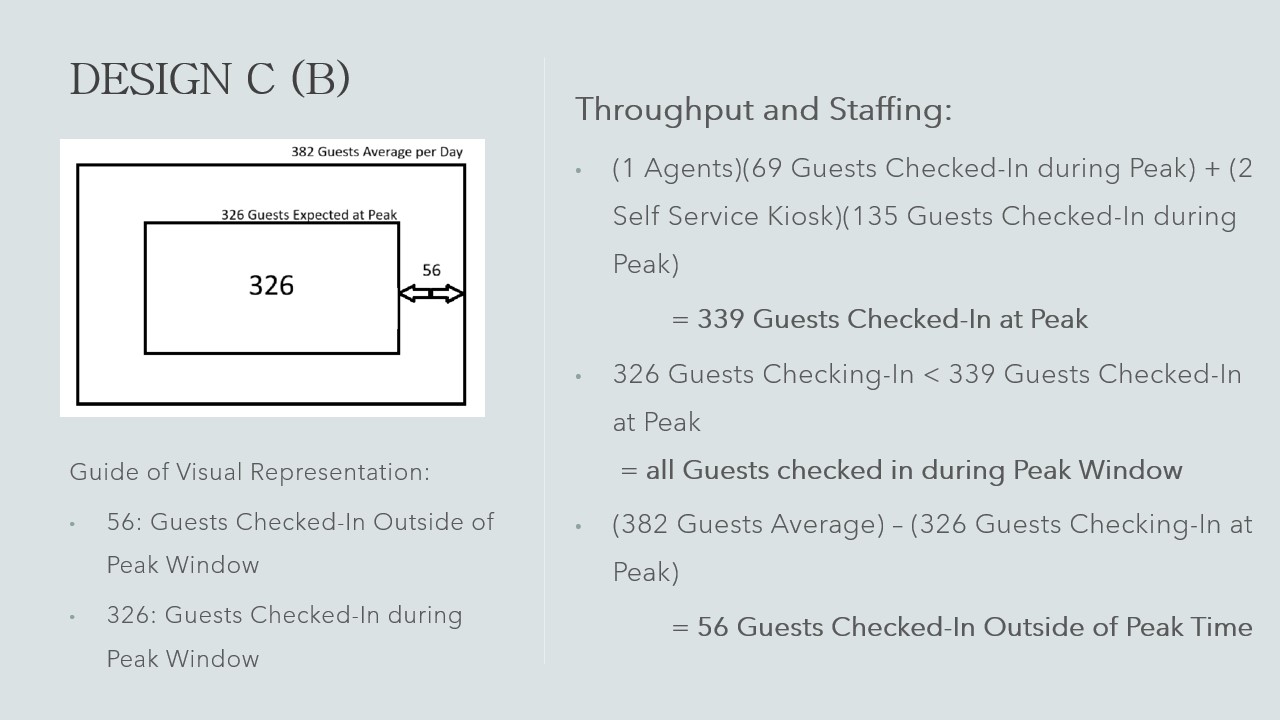 DESIGN C (B)
382 Guests Average per Day
326 Guests Expected at Peak
326
56
Guide of Visual Representation:
• 56: Guests Checked-In Outside of
Peak Window
• 326: Guests Checked-In during
Peak Window
Throughput and Staffing:
• (1 Agents)(69 Guests Checked-In during Peak) + (2
Self Service Kiosk)(135 Guests Checked-In during
Peak)
= 339 Guests Checked-In at Peak
• 326 Guests Checking-In < 339 Guests Checked-In
at Peak
= all Guests checked in during Peak Window
• (382 Guests Average) – (326 Guests Checking-In at
Peak)
= 56 Guests Checked-In Outside of Peak Time